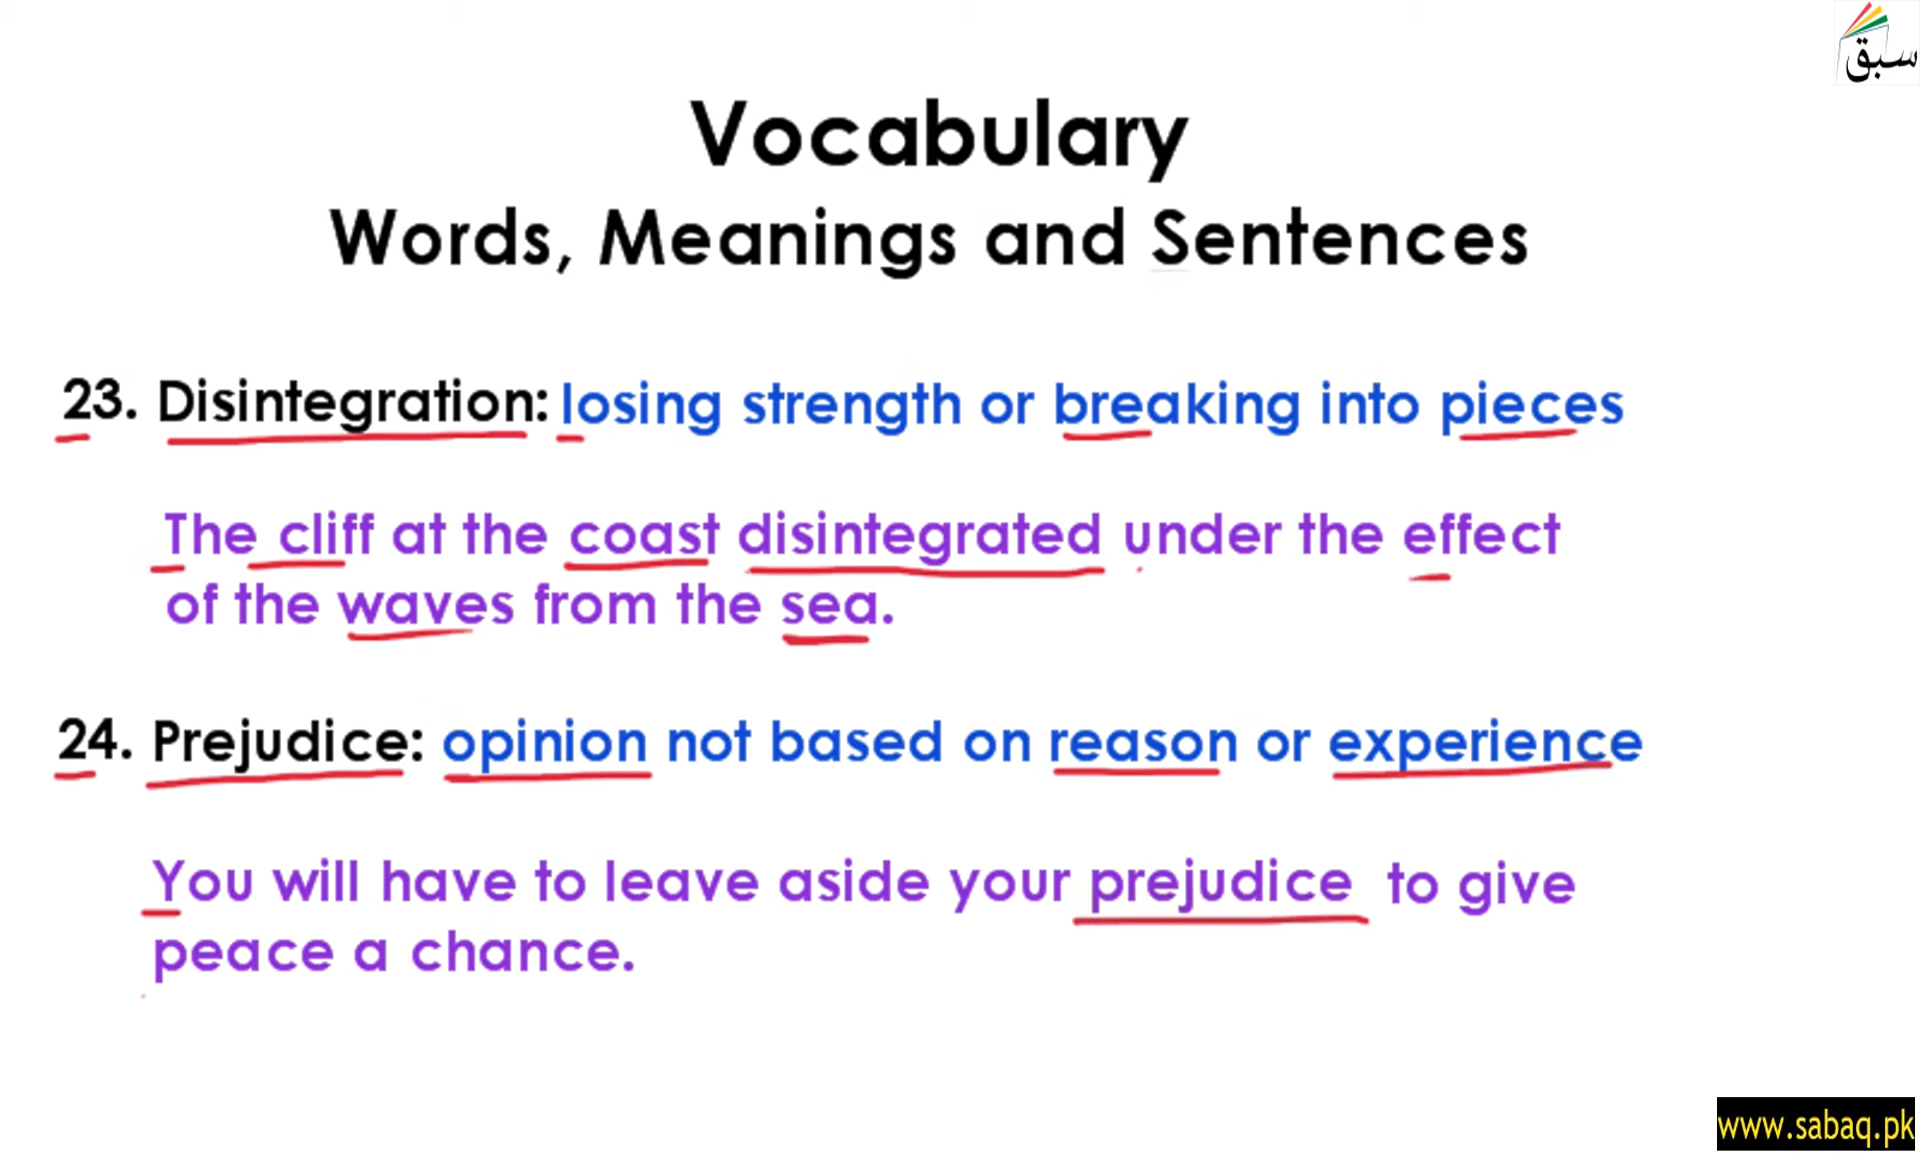 سبق
Vocabulary
Words, Meanings and Sentences
23. Disintegration: losing strength or breaking into pieces
The cliff at the coast disintegrated under the effect
of the waves from the sea.
24. Prejudice: opinion not based on reason or experience
You will have to leave aside your prejudice to give
peace a chance.
www.sabaq.pk